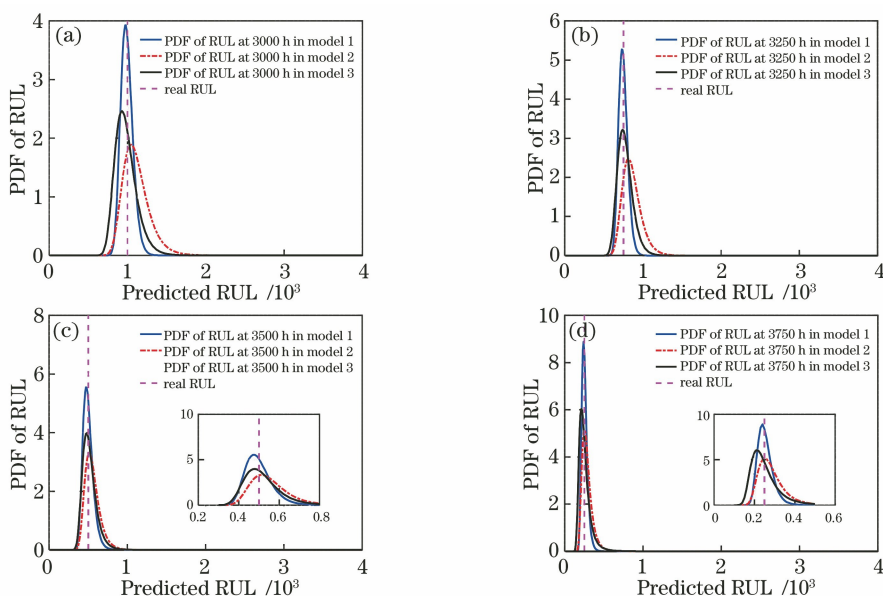 (a)
PDF of RUL at 3000 h in model 1
PDF of RUL at 3000 h in model 2
PDF of RUL at 3000 h in model 3
real RUL
PDF of RUL
4
3
2
1
0
0 1 2 3 4
Predicted RUL /10³
(b)
PDF of RUL at 3250 h in model 1
PDF of RUL at 3250 h in model 2
PDF of RUL at 3250 h in model 3
real RUL
PDF of RUL
6
5
4
3
2
1
0
0 1 2 3 4
Predicted RUL /10³
(c)
PDF of RUL at 3500 h in model 1
PDF of RUL at 3500 h in model 2
PDF of RUL at 3500 h in model 3
real RUL
PDF of RUL
8
6
4
2
0
10
5
0
0.2 0.4 0.6 0.8
0 1 2 3 4
Predicted RUL /10³
(d)
PDF of RUL at 3750 h in model 1
PDF of RUL at 3750 h in model 2
PDF of RUL at 3750 h in model 3
real RUL
PDF of RUL
10
8
6
4
2
0
10
5
0
0 0.2 0.4 0.6
0 1 2 3 4
Predicted RUL /10³